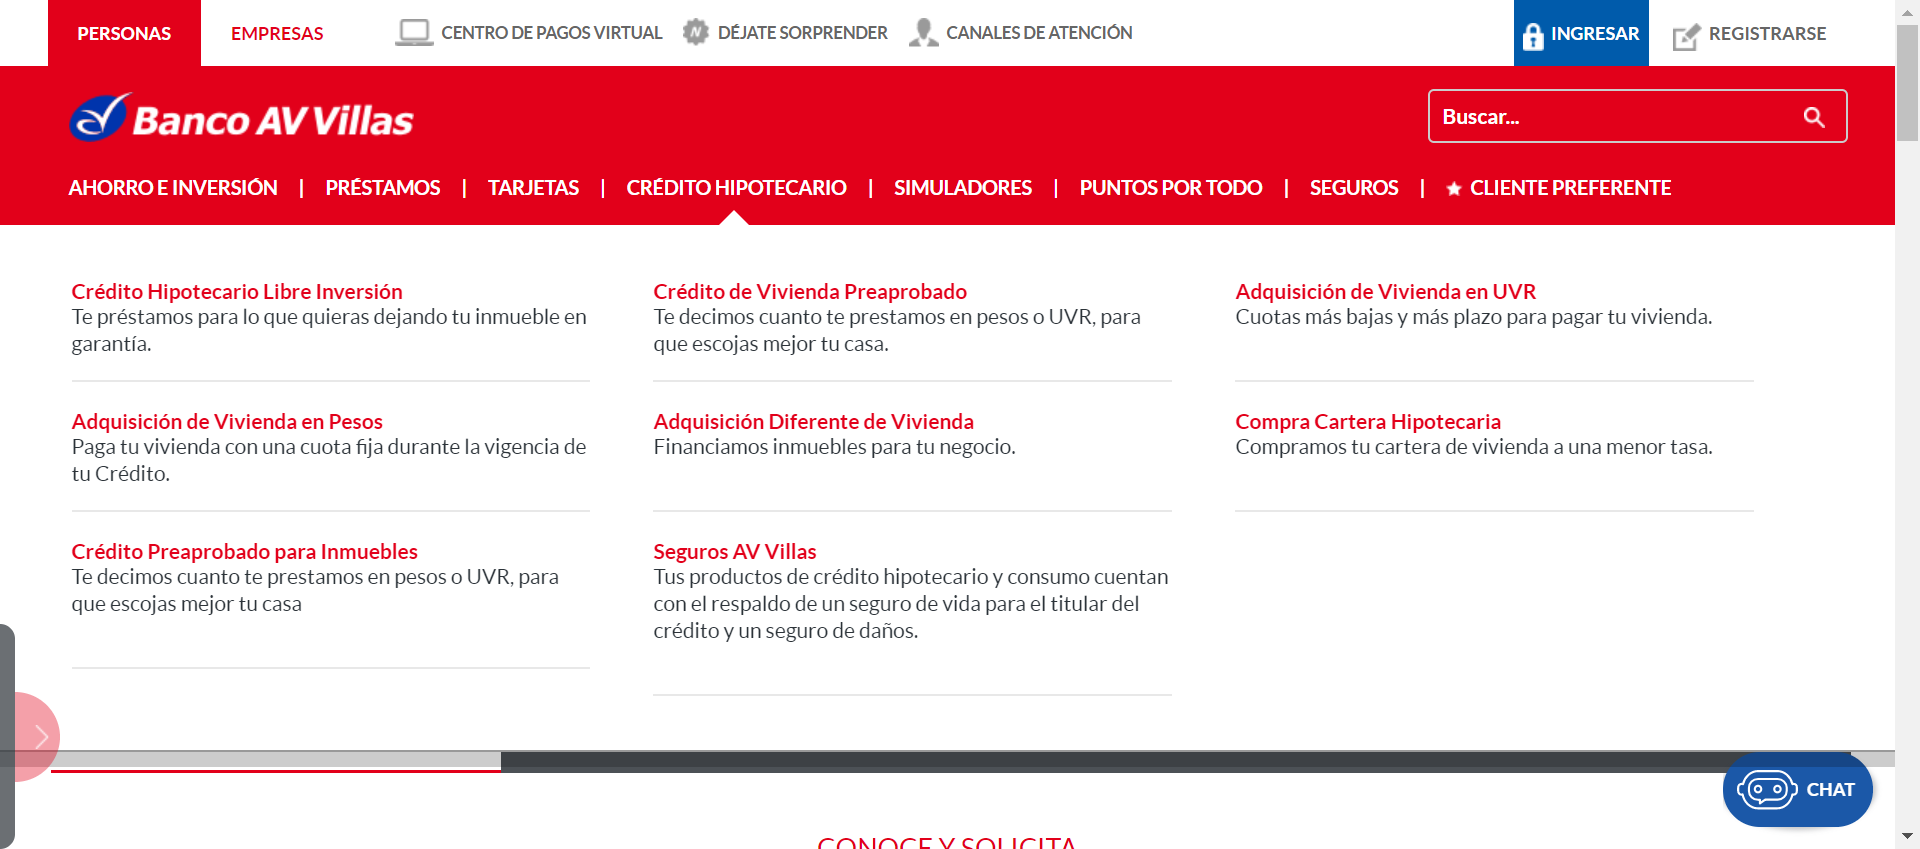 PERSONAS
EMPRESAS
CENTRO DE PAGOS VIRTUAL
DÉJATE SORPRENDER
CANALES DE ATENCIÓN
INGRESAR
REGISTRARSE
Banco AV Villas
Buscar...
AHORRO E INVERSIÓN | PRÉSTAMOS | TARJETAS | CRÉDITO HIPOTECARIO | SIMULADORES | PUNTOS POR TODO | SEGUROS | CLIENTE PREFERENTE
Crédito Hipotecario Libre Inversión
Te préstamos para lo que quieras dejando tu inmueble en
garantía.
Crédito de Vivienda Preaprobado
Te decimos cuanto te prestamos en pesos o UVR, para
que escojas mejor tu casa.
Adquisición de Vivienda en UVR
Cuotas más bajas y más plazo para pagar tu vivienda.
Adquisición de Vivienda en Pesos
Paga tu vivienda con una cuota fija durante la vigencia de
tu Crédito.
Adquisición Diferente de Vivienda
Financiamos inmuebles para tu negocio.
Compra Cartera Hipotecaria
Compramos tu cartera de vivienda a una menor tasa.
Crédito Preaprobado para Inmuebles
Te decimos cuanto te prestamos en pesos o UVR, para
que escojas mejor tu casa
Seguros AV Villas
Tus productos de crédito hipotecario y consumo cuentan
con el respaldo de un seguro de vida para el titular del
crédito y un seguro de daños.
CHAT
CONOCE Y SOLICITA